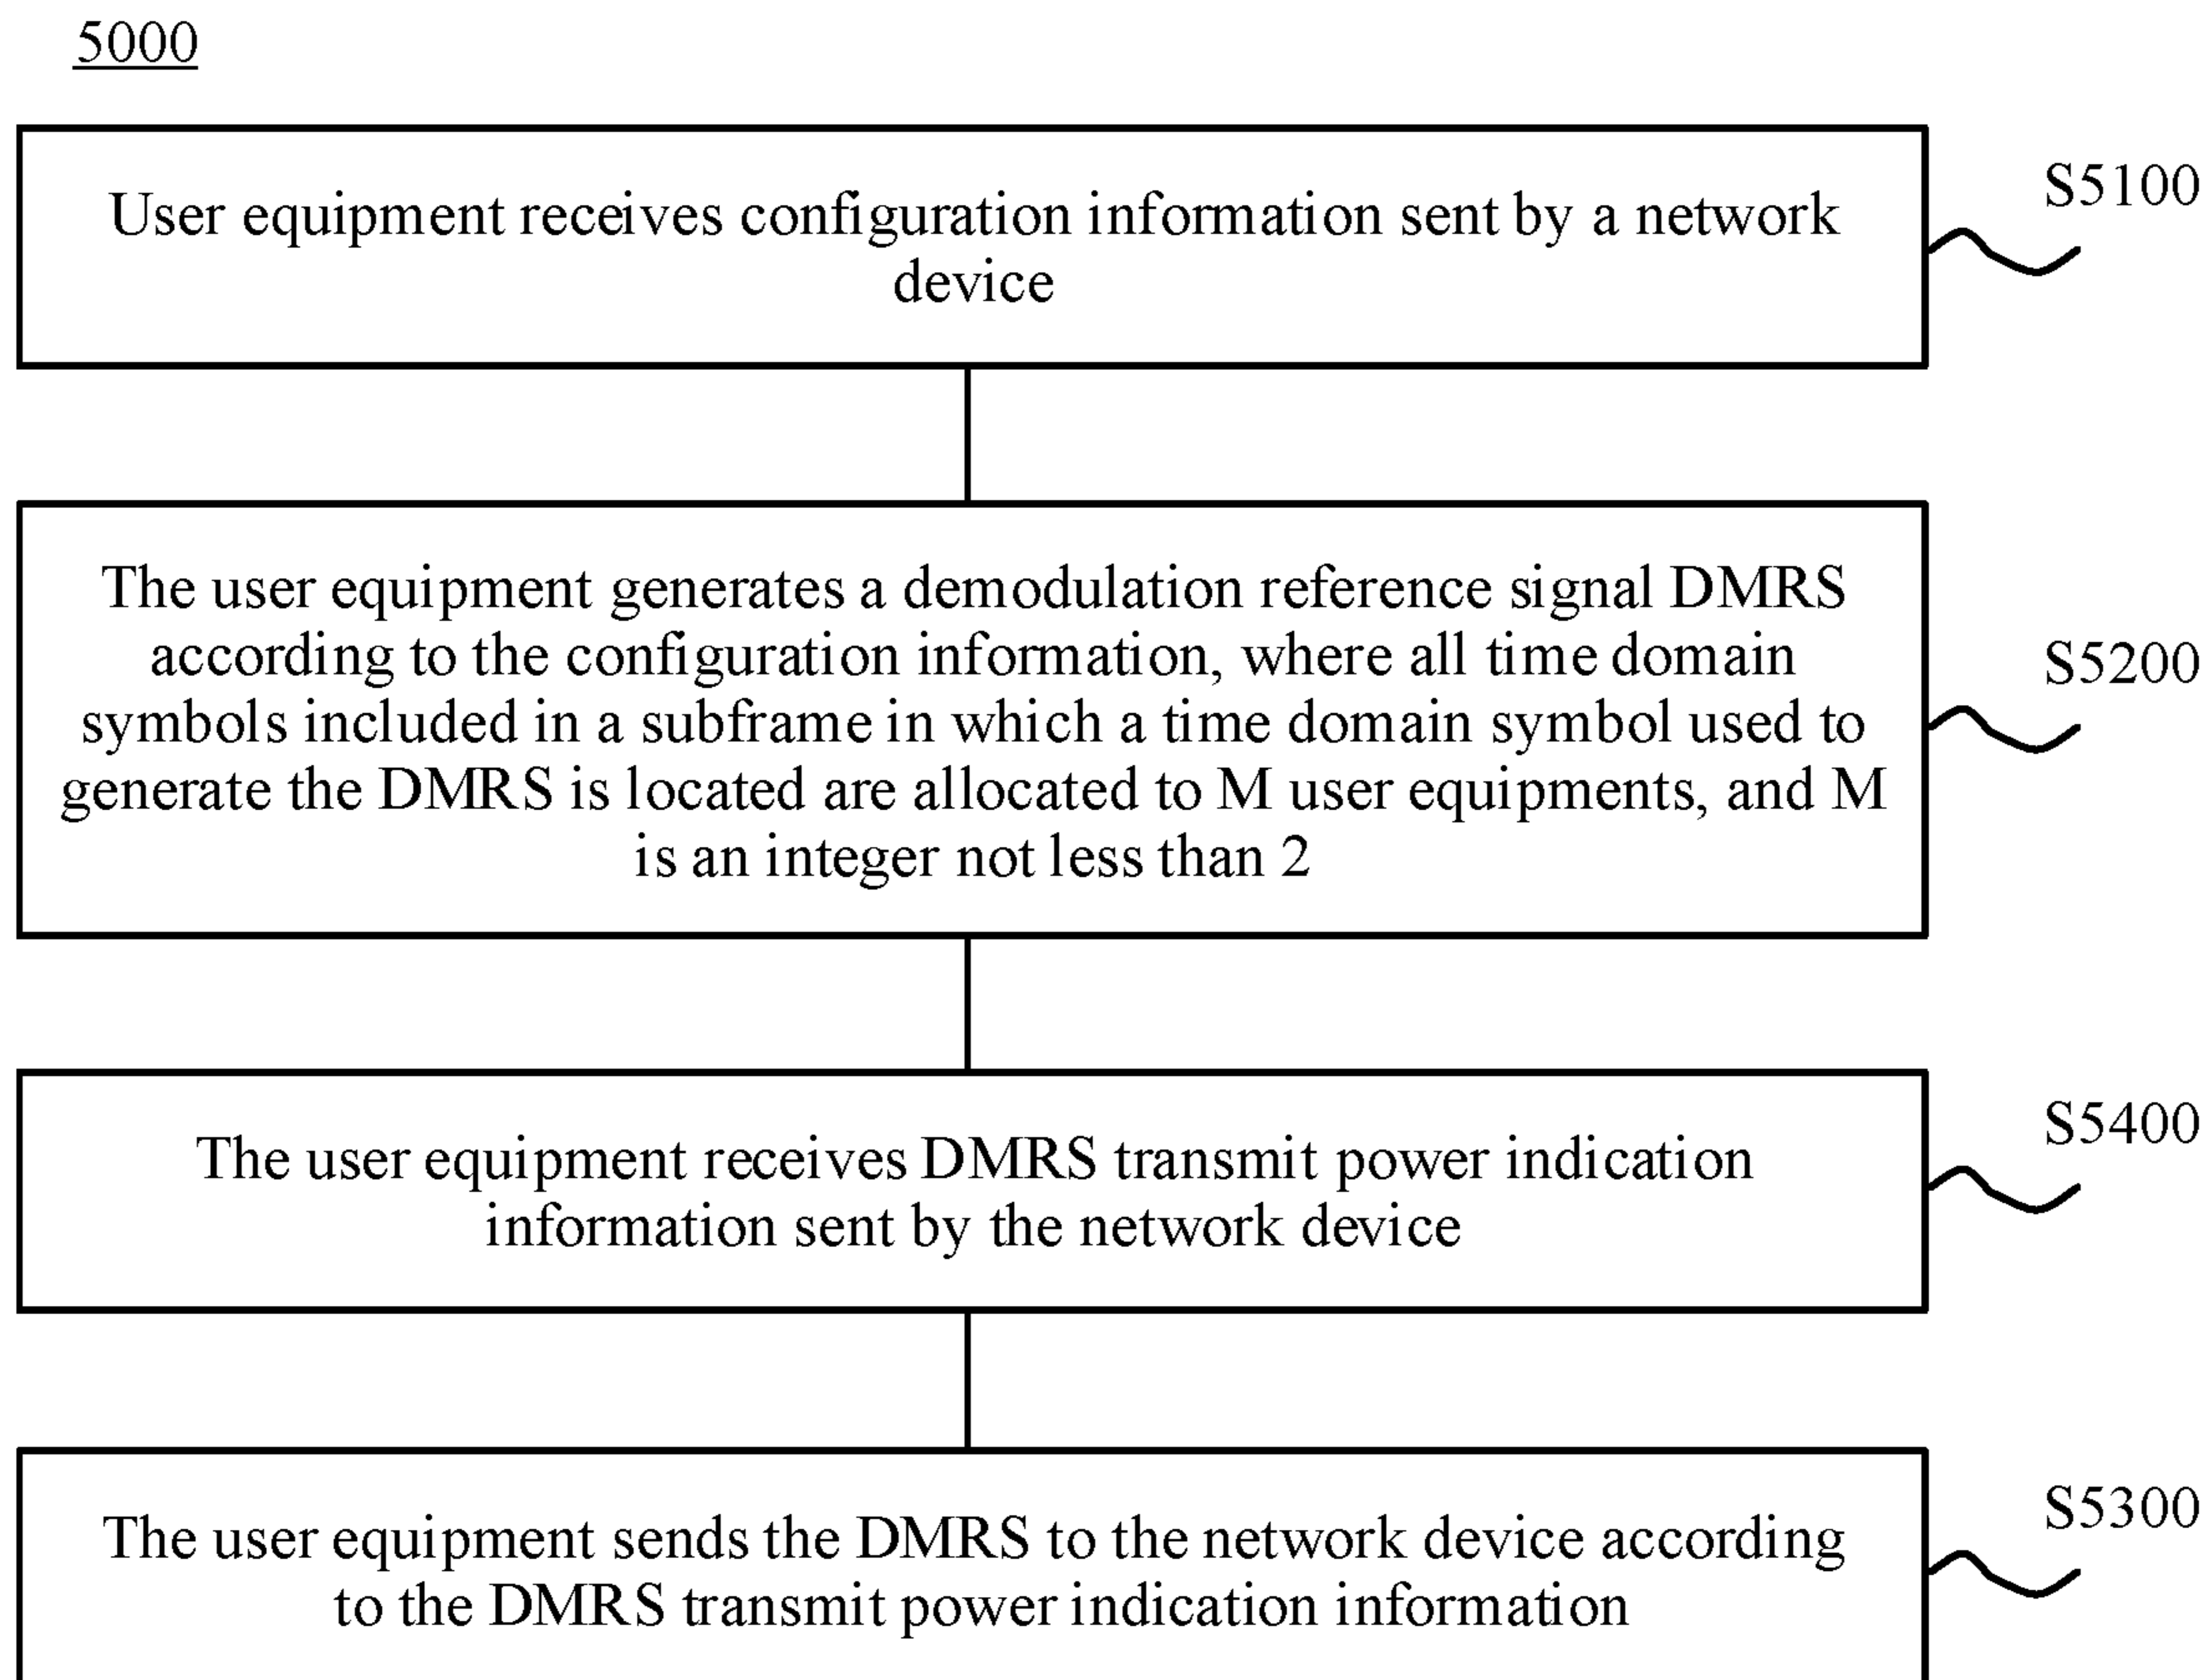 5000
User equipment receives configuration information sent by a network
device
S5100
The user equipment generates a demodulation reference signal DMRS
according to the configuration information, where all time domain
symbols included in a subframe in which a time domain symbol used to
generate the DMRS is located are allocated to M user equipments, and M
is an integer not less than 2
S5200
The user equipment receives DMRS transmit power indication
information sent by the network device
S5400
The user equipment sends the DMRS to the network device according
to the DMRS transmit power indication information
S5300